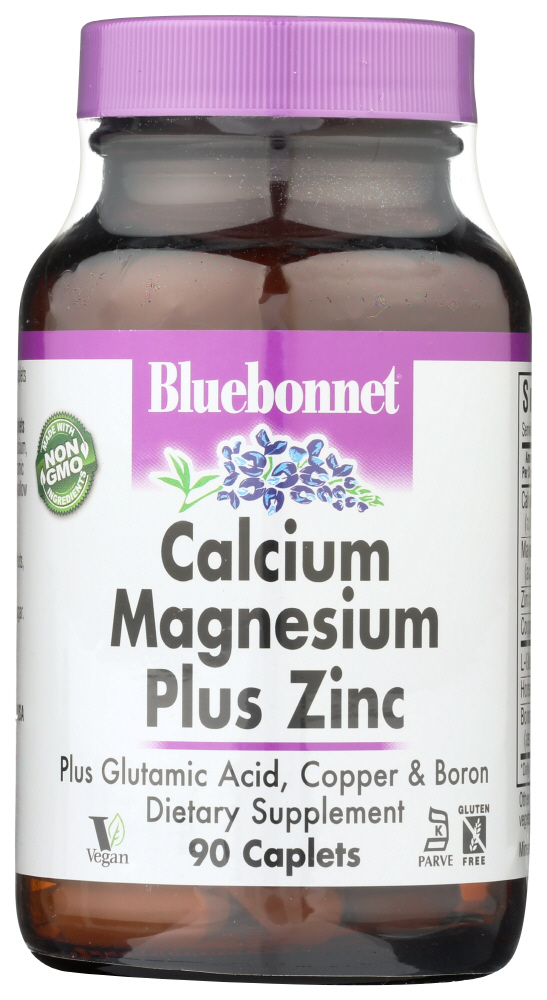 Bluebonnet
MADE WITH
NON
GMO
INGREDIENTS
Calcium
Magnesium
Plus Zinc
Plus Glutamic Acid, Copper & Boron
Dietary Supplement
90 Caplets
Vegan
K
PARVE
GLUTEN
FREE